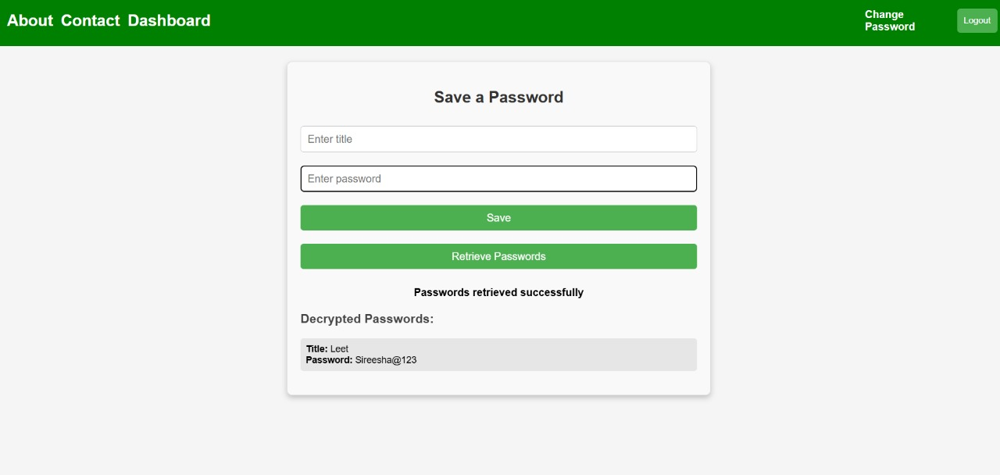 About Contact Dashboard
Change
Password
Logout
Save a Password
Enter title
Enter password
Save
Retrieve Passwords
Passwords retrieved successfully
Decrypted Passwords:
Title: Leet
Password: Sireesha@123